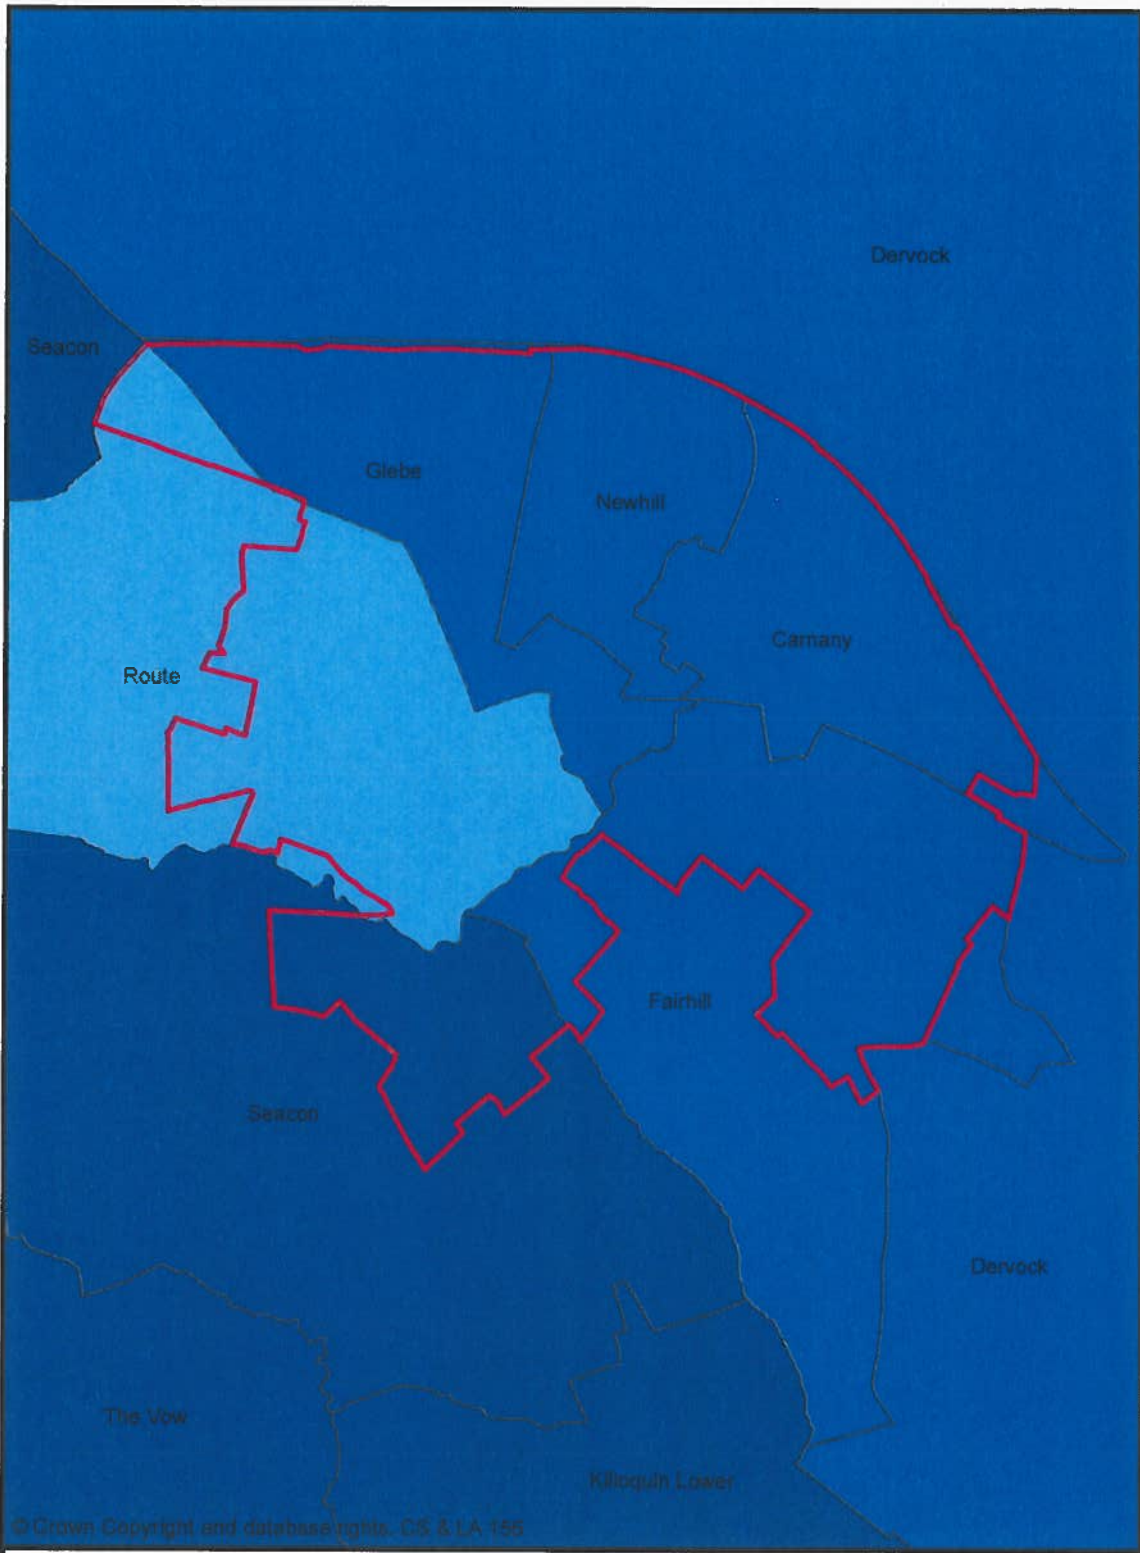 Dervock
Seacon
Glebe
Newhill
Carnany
Route
Fairhill
Seacon
Dervock
The Vow
Killoquin Lower
© Crown Copyright and database rights. CS & LA 156